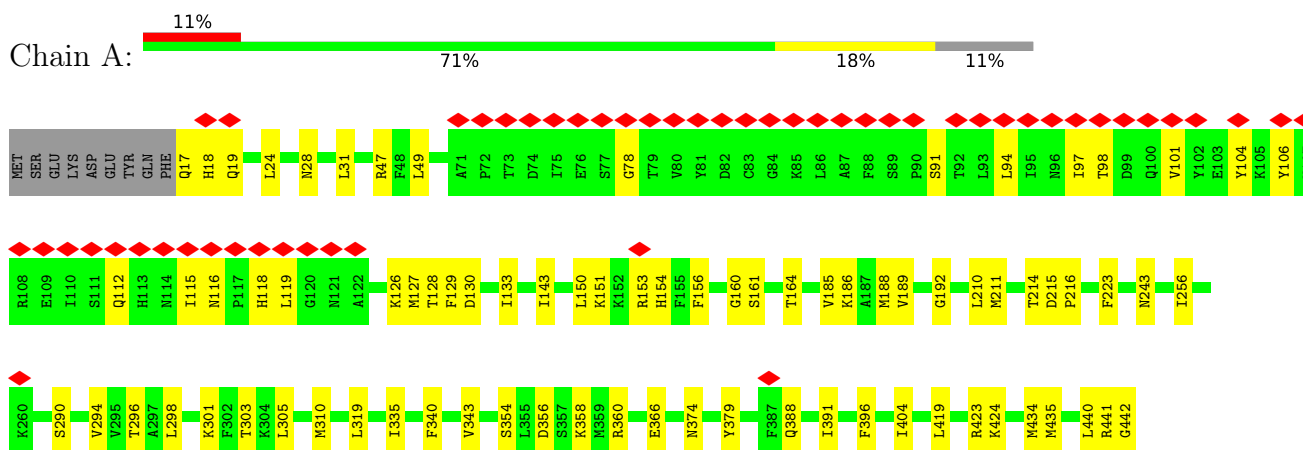 11%
Chain A:
71% 18% 11%
MET SER GLU LYS ASP GLU TYR GLN PHE Q17 H18 Q19 L24 N28 L31 R47 F48 L49 A71 P72 T73 D74 I75 E76 S77 G78 T79 V80 Y81 D82 C83 G84 K85 L86 A87 F88 S89 P90 S91 T92 L93 L94 I95 N96 I97 T98 D99 Q100 V101 Y102 E103 Y104 K105 Y106
R108 E109 I110 S111 Q112 H113 N114 I115 N116 P117 H118 L119 G120 N121 A122 K126 M127 T128 F129 D130 I133 I143 L150 K151 K152 R153 H154 F155 F156 G160 S161 T164 V185 K186 A187 M188 V189 G192 L210 M211 T214 D215 P216 F223 N243 I256
K260 S290 V294 V295 T296 A297 L298 K301 F302 T303 K304 L305 M310 L319 I335 F340 V343 S354 L355 D356 S357 K358 M359 R360 E366 N374 Y379 F387 Q388 I391 F396 I404 L419 R423 K424 M434 M435 L440 R441 G442